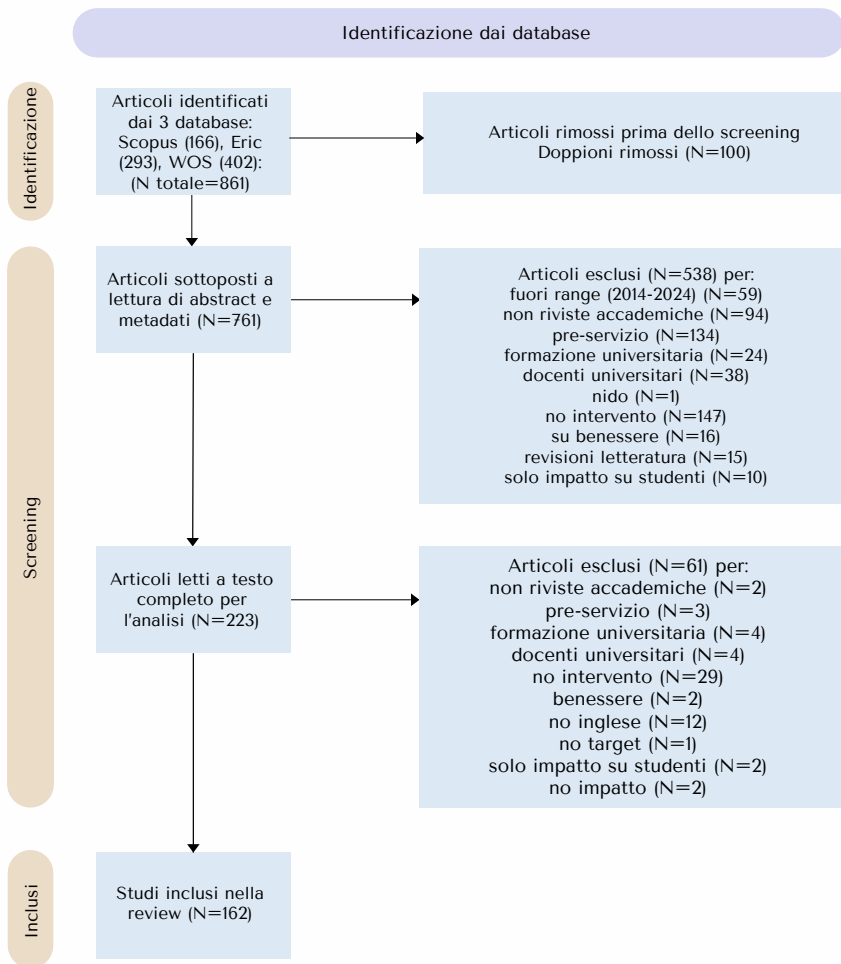 Identificazione dai database
Identificazione
Articoli identificati
dai 3 database:
Scopus (166), Eric
(293), WOS (402):
(N totale=861)
Articoli rimossi prima dello screening
Doppioni rimossi (N=100)
Screening
Articoli sottoposti a
lettura di abstract e
metadati (N=761)
Articoli esclusi (N=538) per:
fuori range (2014-2024) (N=59)
non riviste accademiche (N=94)
pre-servizio (N=134)
formazione universitaria (N=24)
docenti universitari (N=38)
nido (N=1)
no intervento (N=147)
su benessere (N=16)
revisioni letteratura (N=15)
solo impatto su studenti (N=10)
Articoli letti a testo
completo per
l'analisi (N=223)
Articoli esclusi (N=61) per:
non riviste accademiche (N=2)
pre-servizio (N=3)
formazione universitaria (N=4)
docenti universitari (N=4)
no intervento (N=29)
benessere (N=2)
no inglese (N=12)
no target (N=1)
solo impatto su studenti (N=2)
no impatto (N=2)
Inclusi
Studi inclusi nella
review (N=162)